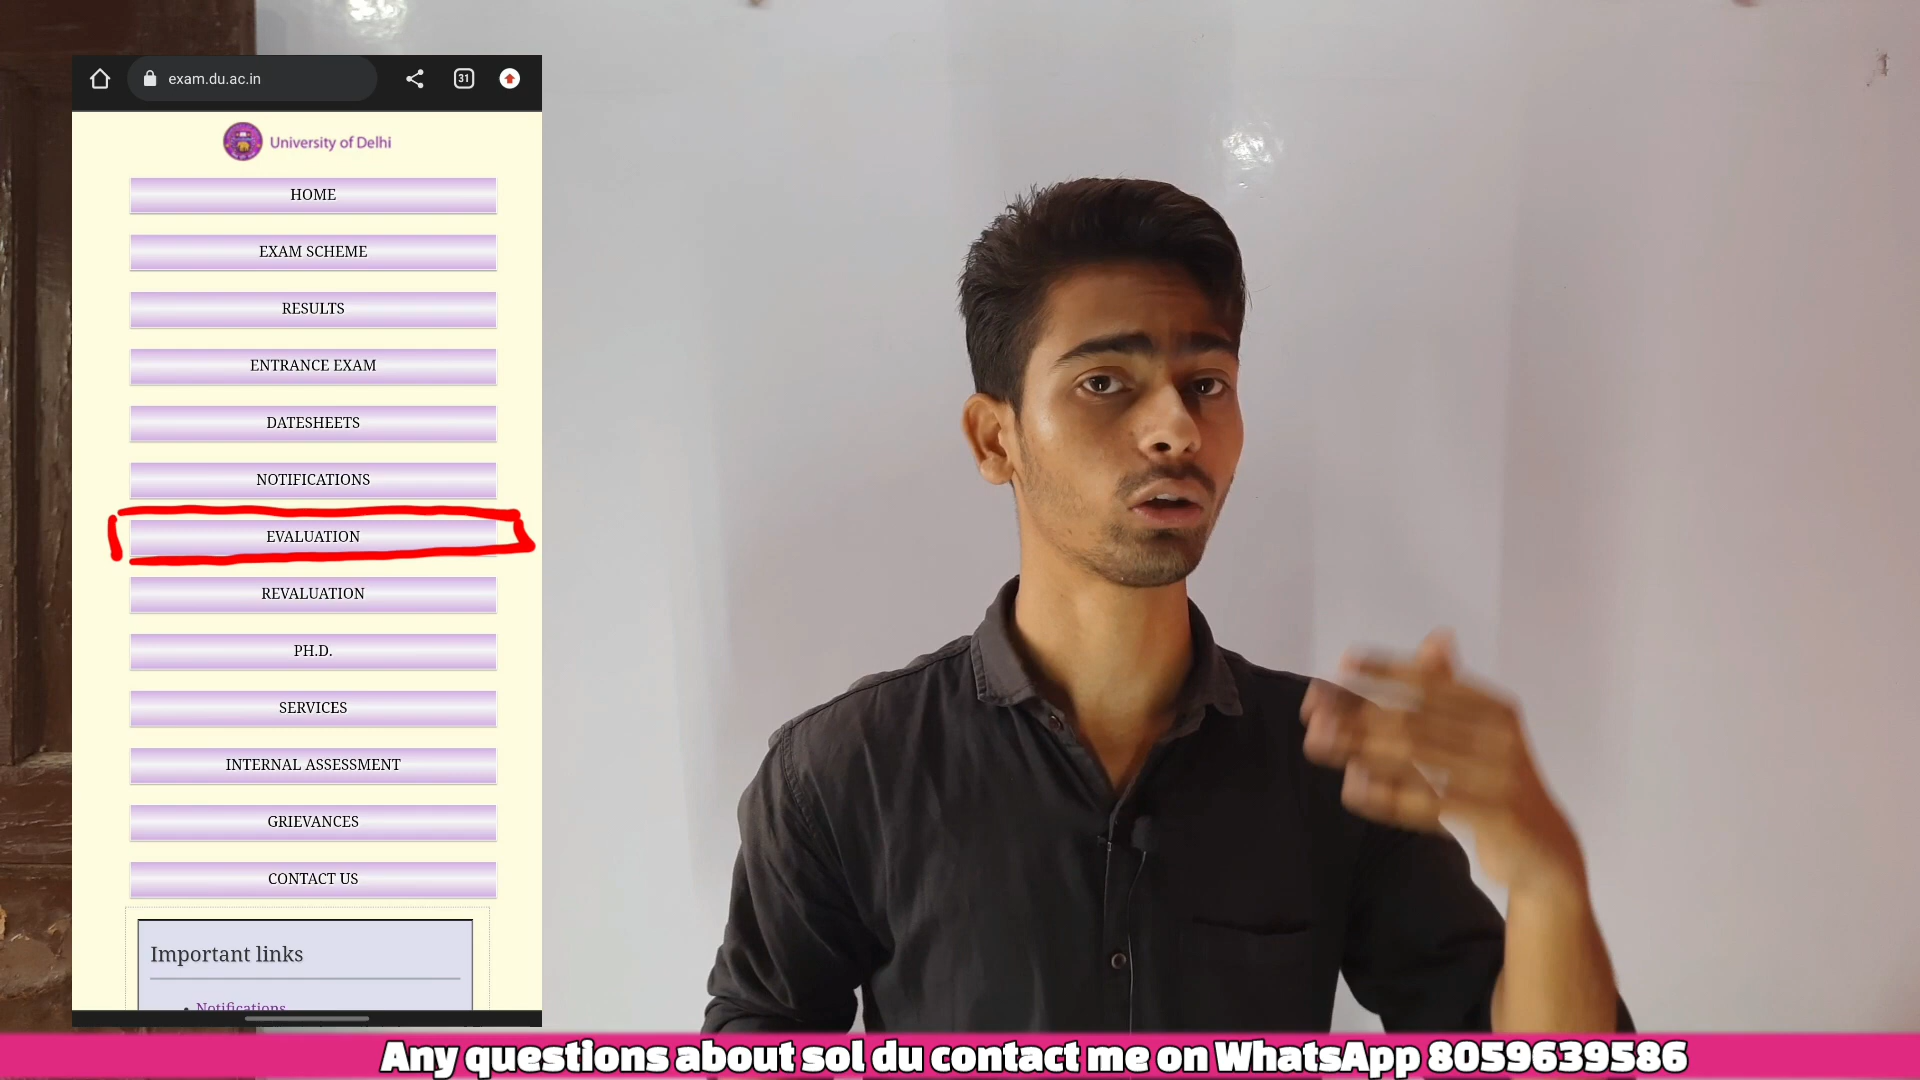 exam.du.ac.in
31
University of Delhi
HOME
EXAM SCHEME
RESULTS
ENTRANCE EXAM
DATESHEETS
NOTIFICATIONS
EVALUATION
REVALUATION
PH.D.
SERVICES
INTERNAL ASSESSMENT
GRIEVANCES
CONTACT US
Important links
Notifications
Any questions about sol du contact me on WhatsApp 8059639586